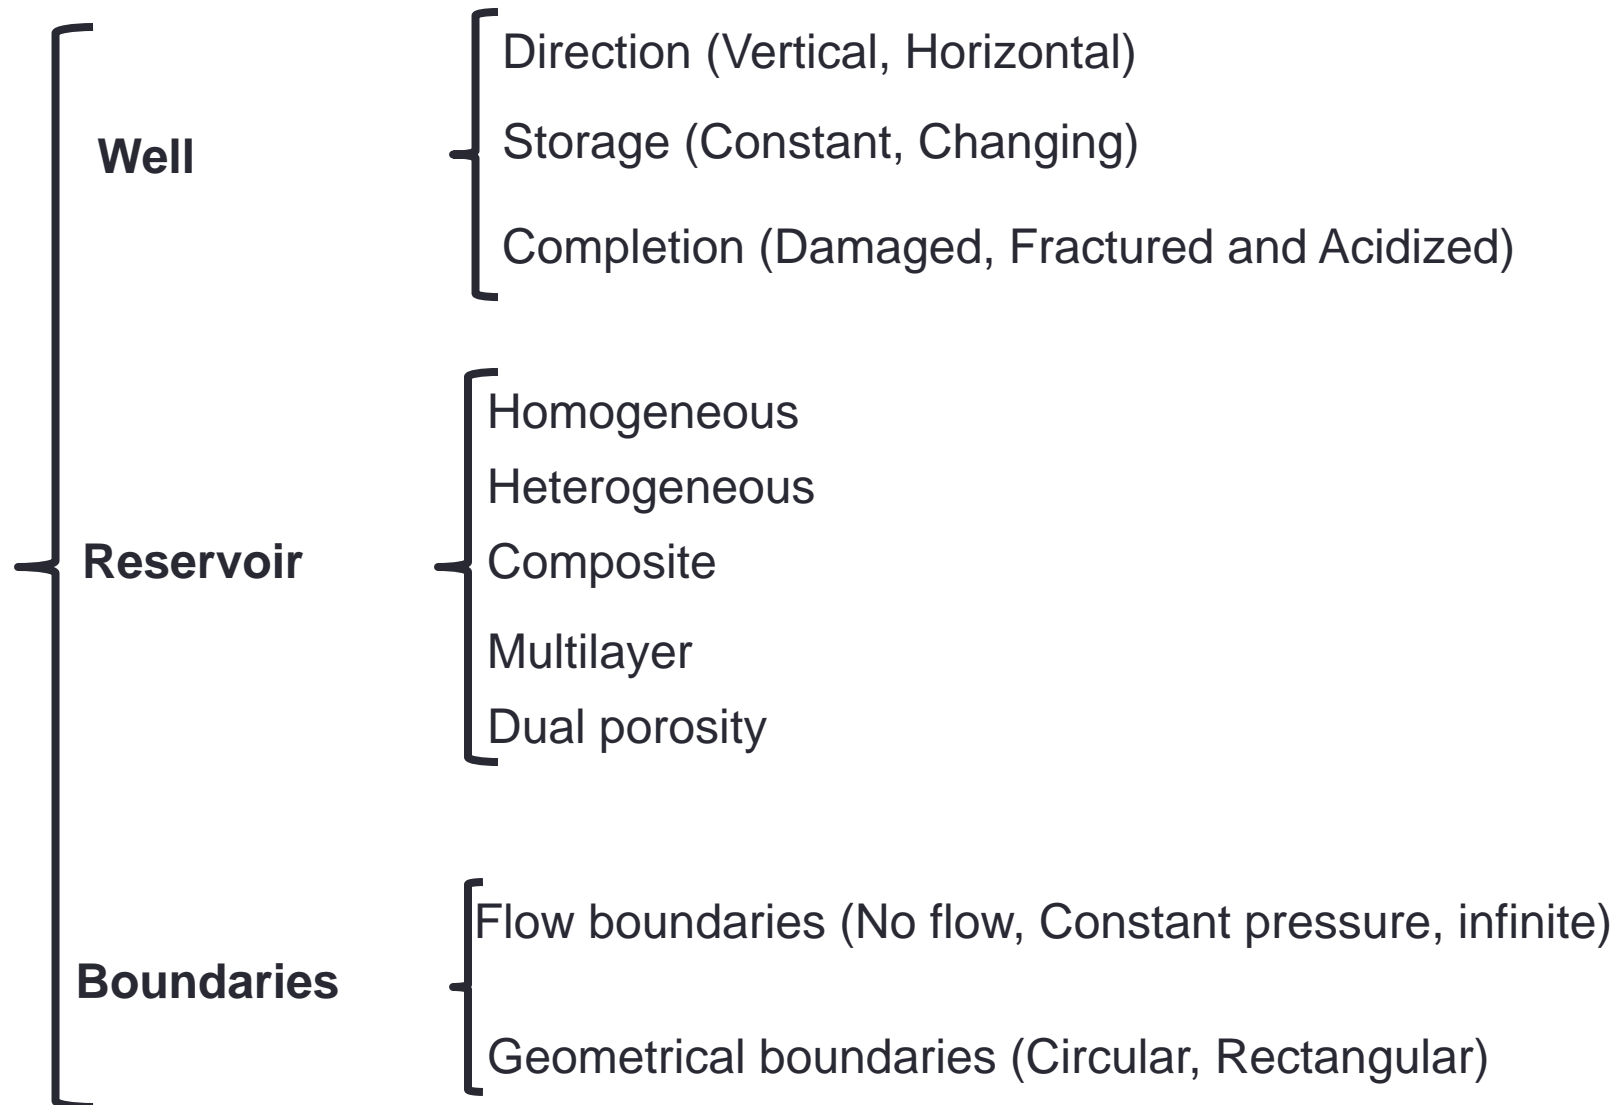 Well
Direction (Vertical, Horizontal)
Storage (Constant, Changing)
Completion (Damaged, Fractured and Acidized)
Reservoir
Homogeneous
Heterogeneous
Composite
Multilayer
Dual porosity
Boundaries
Flow boundaries (No flow, Constant pressure, infinite)
Geometrical boundaries (Circular, Rectangular)